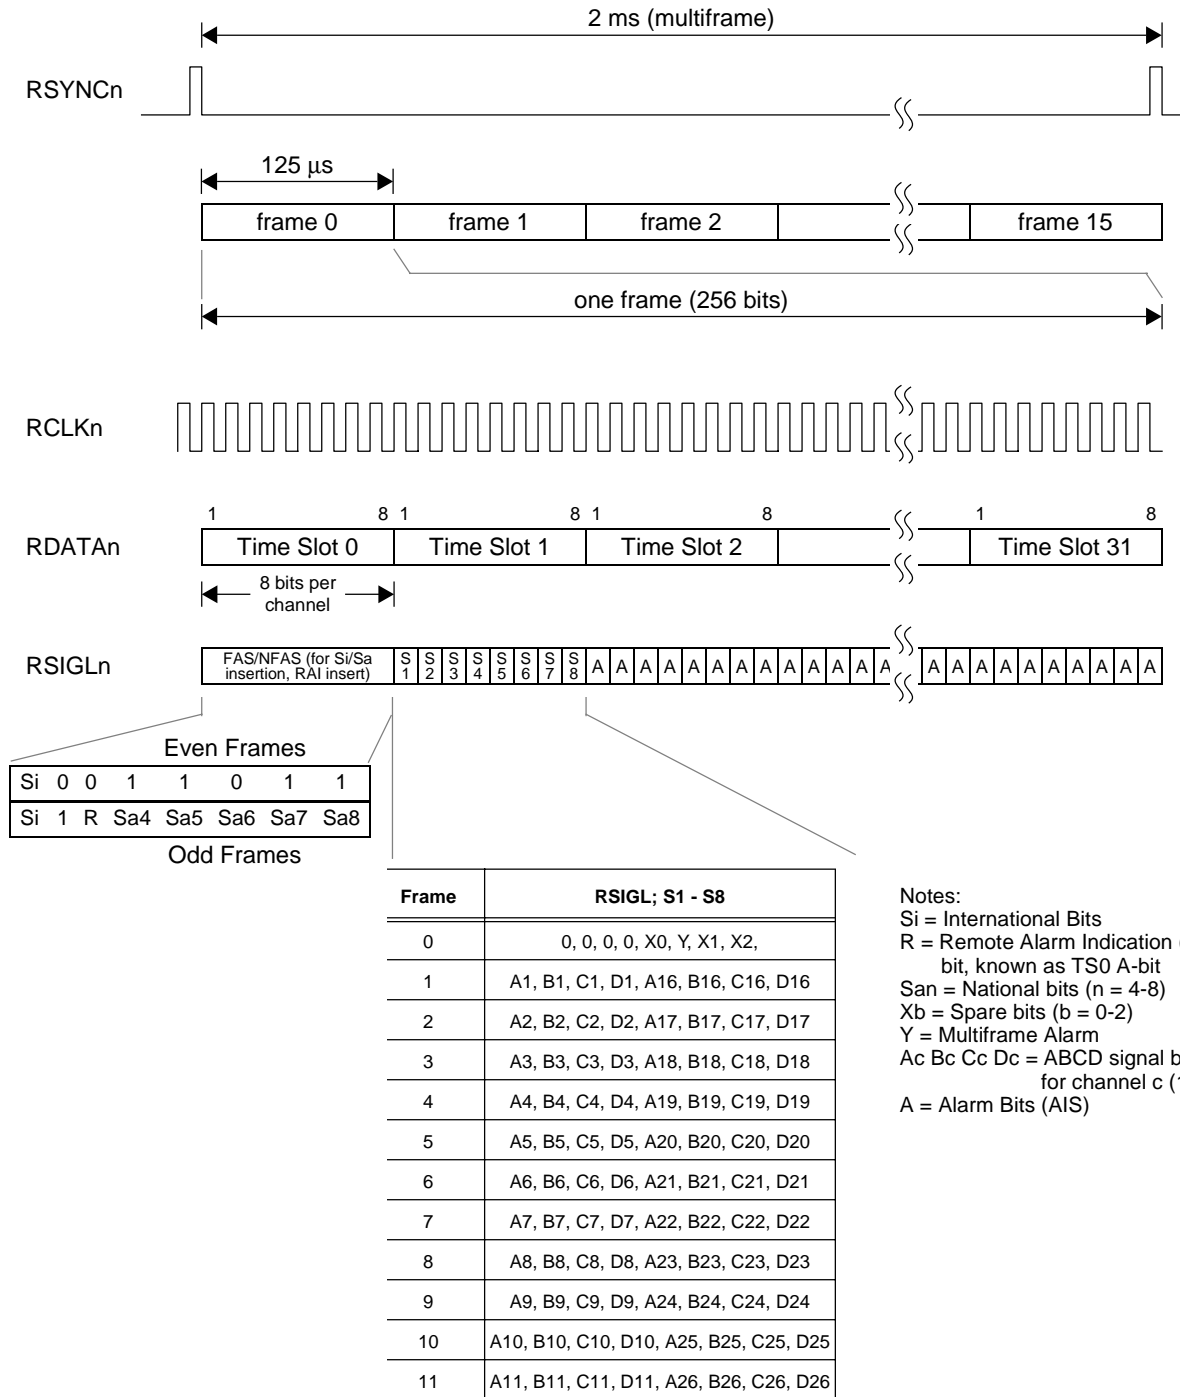 2 ms (multiframe)
RSYNCn
125 μs
frame 0 frame 1 frame 2 frame 15
one frame (256 bits)
RCLKn
1 8 1 8 1 8 1 8
RDATAn Time Slot 0 Time Slot 1 Time Slot 2 Time Slot 31
8 bits per
channel
RSIGLn FAS/NFAS (for Si/Sa
insertion, RAI insert) S1 S2 S3 S4 S5 S6 S7 S8 A A A A A A A A A A A A A A A A A A A A A A A
Even Frames
Si 0 0 1 1 0 1 1
Si 1 R Sa4 Sa5 Sa6 Sa7 Sa8
Odd Frames
Frame RSIGL; S1 - S8
0 0, 0, 0, 0, X0, Y, X1, X2,
1 A1, B1, C1, D1, A16, B16, C16, D16
2 A2, B2, C2, D2, A17, B17, C17, D17
3 A3, B3, C3, D3, A18, B18, C18, D18
4 A4, B4, C4, D4, A19, B19, C19, D19
5 A5, B5, C5, D5, A20, B20, C20, D20
6 A6, B6, C6, D6, A21, B21, C21, D21
7 A7, B7, C7, D7, A22, B22, C22, D22
8 A8, B8, C8, D8, A23, B23, C23, D23
9 A9, B9, C9, D9, A24, B24, C24, D24
10 A10, B10, C10, D10, A25, B25, C25, D25
11 A11, B11, C11, D11, A26, B26, C26, D26
Notes:
Si = International Bits
R = Remote Alarm Indication
bit, known as TS0 A-bit
San = National bits (n = 4-8)
Xb = Spare bits (b = 0-2)
Y = Multiframe Alarm
Ac Bc Cc Dc = ABCD signal
for channel c
A = Alarm Bits (AIS)